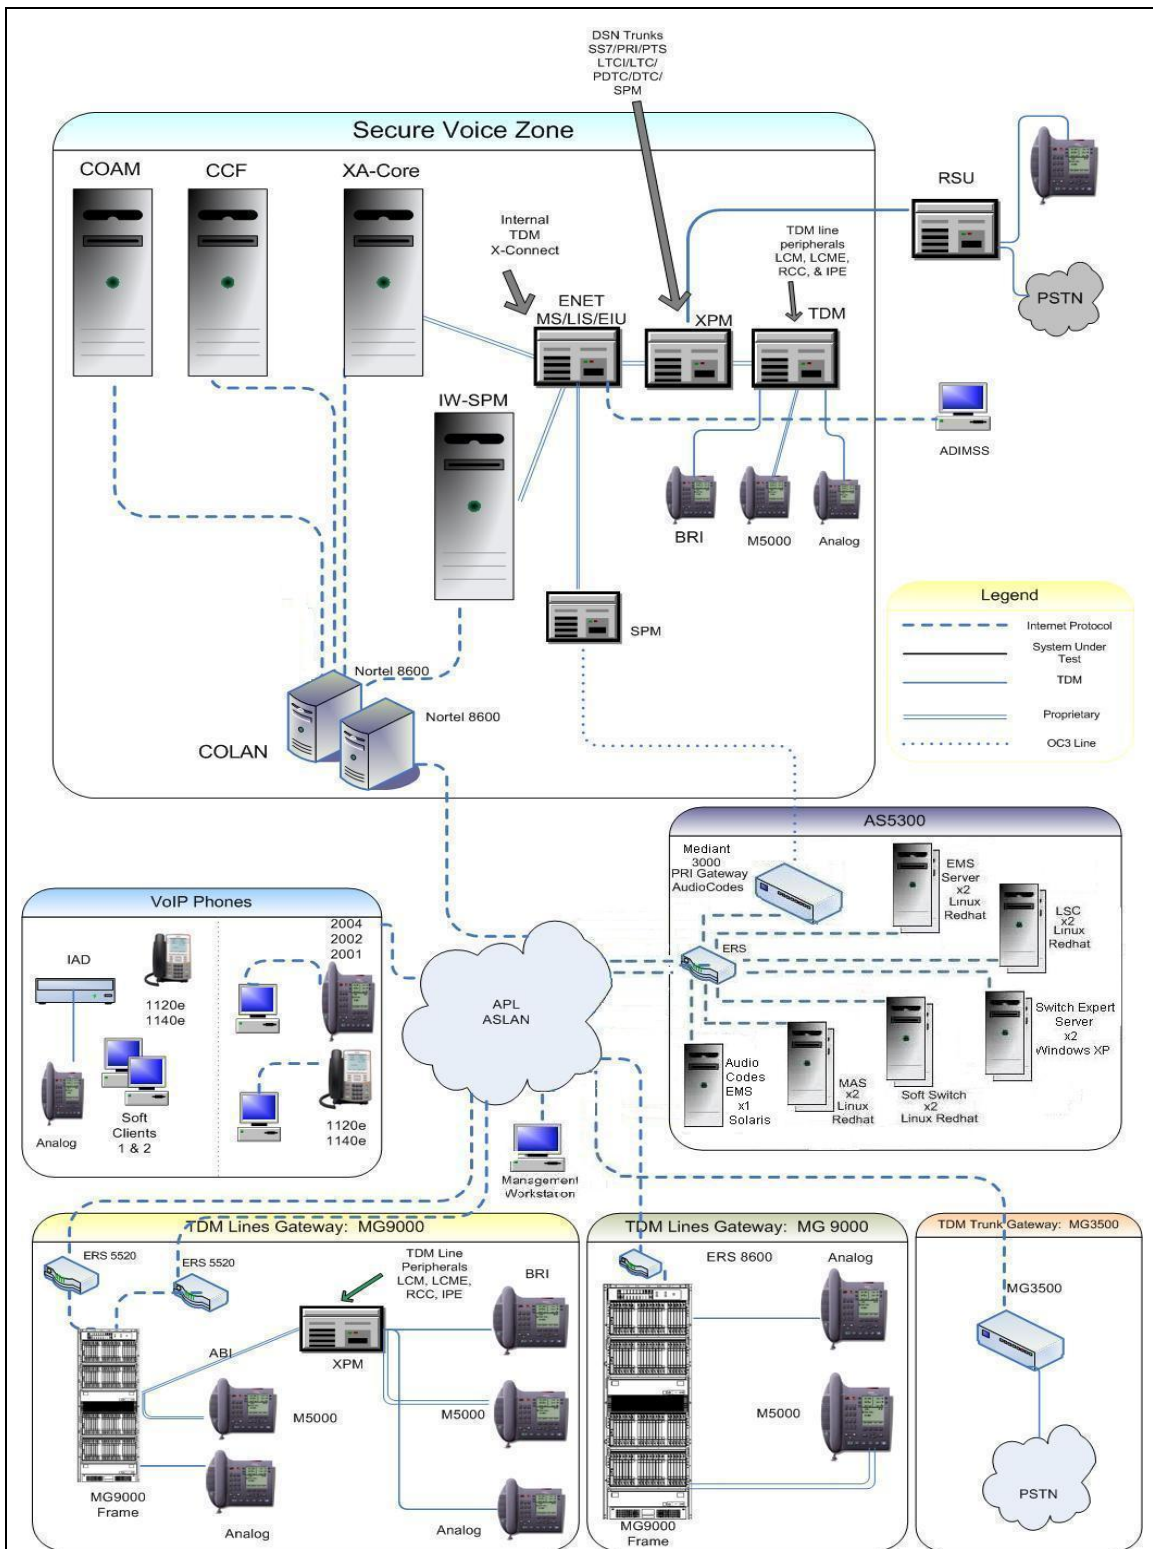 DSN Trunks
SS7/PRI/PTS
LTCI/LTC/
PDTC/DTC/
SPM
Secure Voice Zone
COAM
CCF
XA-Core
RSU
Internal
TDM
X-Connect
TDM line
peripherals
LCM, LCME,
RCC, & IPE
PSTN
ENET
MS/LIS/EIU
XPM
TDM
IW-SPM
ADIMSS
BRI
M5000
Analog
SPM
Nortel 8600
Nortel 8600
COLAN
Legend
Internet Protocol
System Under
Test
TDM
Proprietary
OC3 Line
AS5300
Mediant
3000
PRI Gateway
AudioCodes
EMS
Server
x2
Linux
Redhat
LSC
x2
Linux
Redhat
ERS
Switch Expert
Server
x2
Windows XP
Audio
Codes
EMS
x1
Solaris
MAS
x2
Linux
Redhat
Soft Switch
x2
Linux Redhat
VoIP Phones
IAD
1120e
1140e
2004
2002
2001
Analog
Soft
Clients
1 & 2
1120e
1140e
APL
ASLAN
Management
Workstation
TDM Lines Gateway: MG9000
ERS 5520
ERS 5520
TDM Line
Peripherals
LCM, LCME,
RCC, IPE
BRI
ABI
XPM
M5000
M5000
MG9000
Frame
Analog
Analog
TDM Lines Gateway: MG 9000
ERS 8600
Analog
M5000
MG9000
Frame
TDM Trunk Gateway: MG3500
MG3500
PSTN